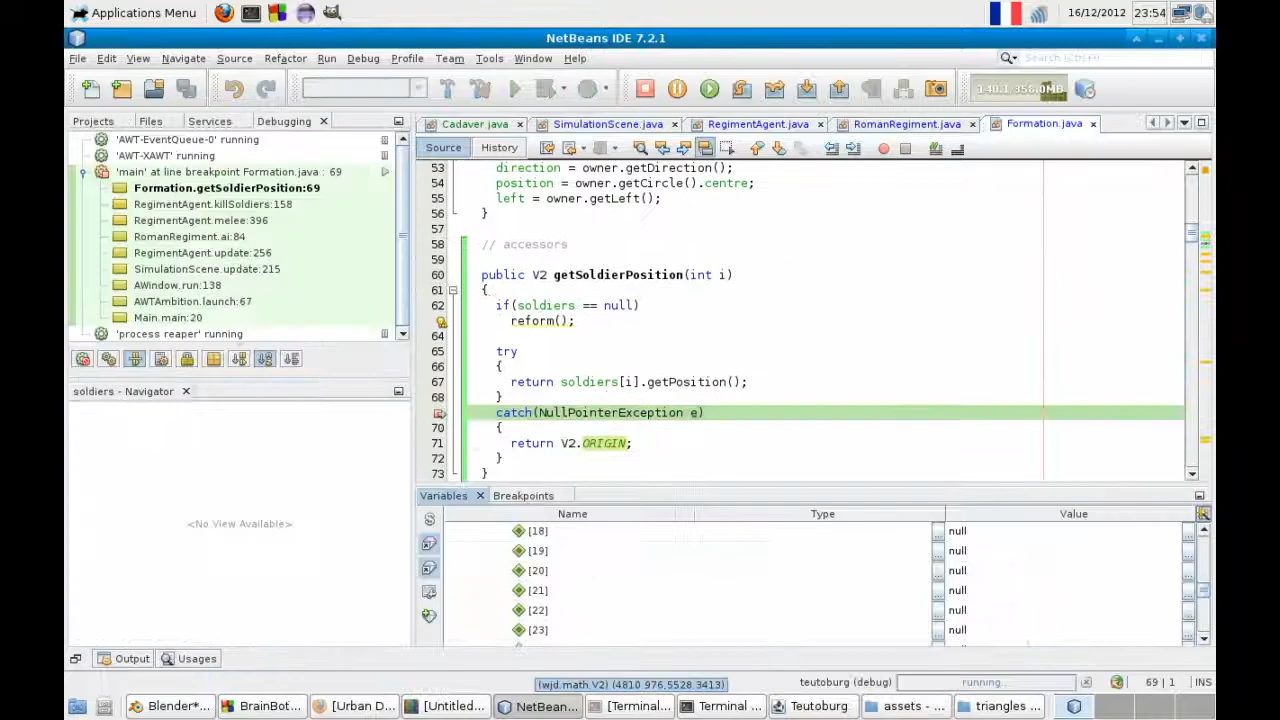 Applications Menu
16/12/2012
23:54
NetBeans IDE 7.2.1
File Edit View Navigate Source Refactor Run Debug Profile Team Tools Window Help
Search (Ctrl+I)
Projects Files Services Debugging
'AWT-EventQueue-0' running
'AWT-XAWT' running
'main' at line breakpoint Formation.java : 69
Formation.getSoldierPosition:69
RegimentAgent.killSoldiers:158
RegimentAgent.melee:396
RomanRegiment.ai:84
RegimentAgent.update:256
SimulationScene.update:215
AWindow.run:138
AWTAmbition.launch:67
Main.main:20
'process reaper' running
soldiers - Navigator
<No View Available>
Cadaver.java SimulationScene.java RegimentAgent.java RomanRegiment.java Formation.java
Source History
53 direction = owner.getDirection();
54 position = owner.getCircle().centre;
55 left = owner.getLeft();
56 }
57
58 // accessors
59
60 public V2 getSoldierPosition(int i)
61 {
62 if(soldiers == null)
reform();
64
65 try
66 {
67 return soldiers[i].getPosition();
68 }
catch(NullPointerException e)
70 {
71 return V2.ORIGIN;
72 }
73 }
Variables Breakpoints
Name Type Value
[18] null
[19] null
[20] null
[21] null
[22] null
[23] null
Output Usages
(wjd.math.V2) (4810.976,5528.3413)
teutoburg (debug)
running...
69 | 1 INS
Blender*... BrainBot... [Urban D... [Untitled... NetBean... [Terminal... Terminal ... Teutoburg assets - ... triangles ...